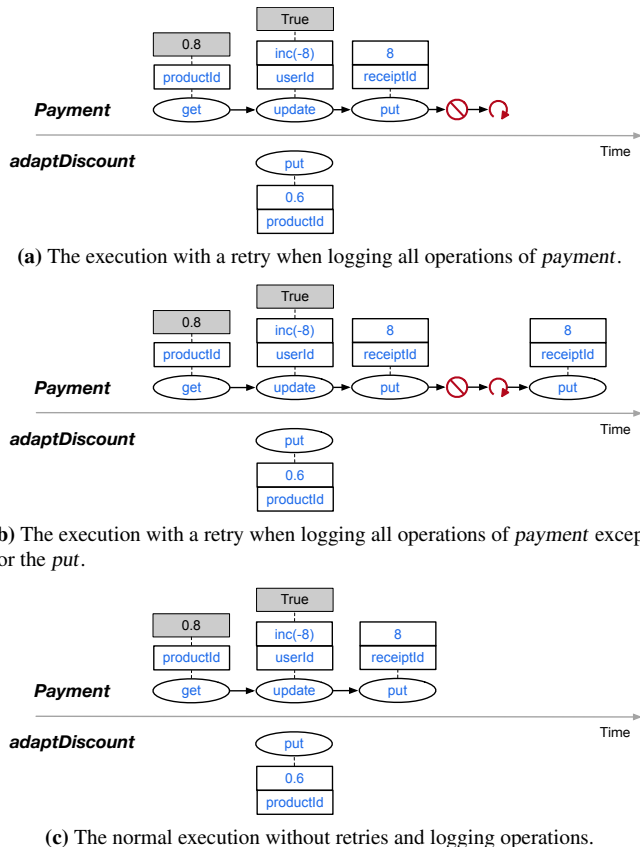 True
0.8 inc(-8) 8
productId userId receiptId
Payment get update put
Time
adaptDiscount put
0.6
productId
(a) The execution with a retry when logging all operations of payment.
True
0.8 inc(-8) 8 8
productId userId receiptId receiptId
Payment get update put put
Time
adaptDiscount put
0.6
productId
b) The execution with a retry when logging all operations of payment excep
or the put.
True
0.8 inc(-8) 8
productId userId receiptId
Payment get update put
Time
adaptDiscount put
0.6
productId
(c) The normal execution without retries and logging operations.